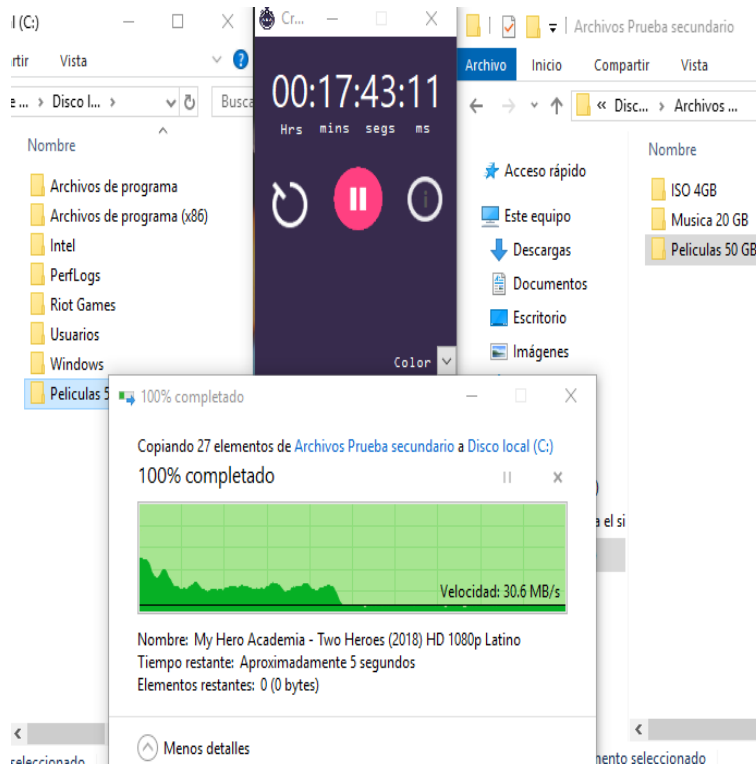 l (C:)
rtir Vista
e ... › Disco l... › Busca
Nombre
Archivos de programa
Archivos de programa (x86)
Intel
PerfLogs
Riot Games
Usuarios
Windows
Peliculas 5
Cr...
00:17:43:11
Hrs mins segs ms
Color
Archivos Prueba secundario
Archivo Inicio Compartir Vista
« Disc... › Archivos ...
Nombre
Acceso rápido
Este equipo
Descargas
Documentos
Escritorio
Imágenes
ISO 4GB
Musica 20 GB
Peliculas 50 GB
)
a el si
100% completado
Copiando 27 elementos de Archivos Prueba secundario a Disco local (C:)
100% completado
Velocidad: 30.6 MB/s
Nombre: My Hero Academia - Two Heroes (2018) HD 1080p Latino
Tiempo restante: Aproximadamente 5 segundos
Elementos restantes: 0 (0 bytes)
Menos detalles
seleccionado
mento seleccionado